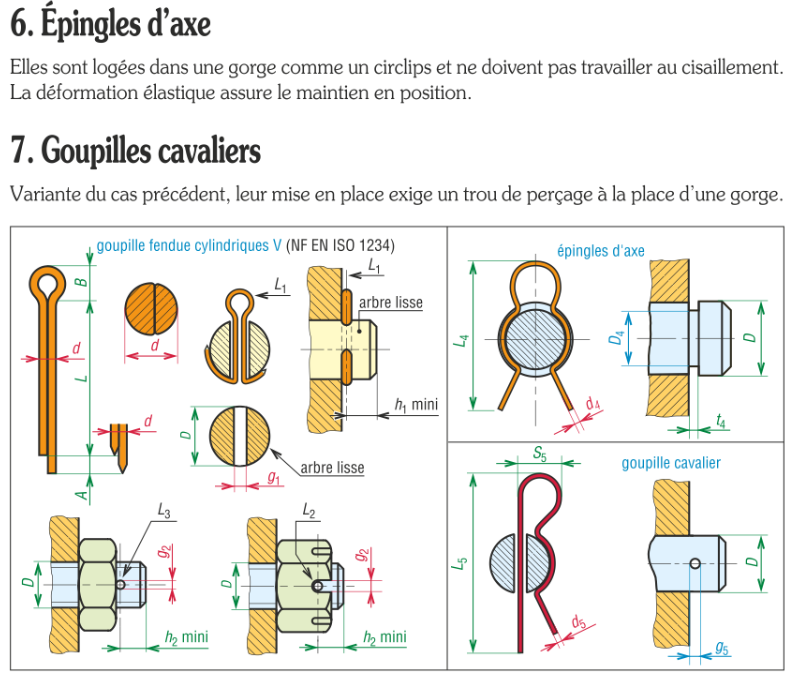 6. Épingles d'axe
Elles sont logées dans une gorge comme un circlips et ne doivent pas travailler au cisaillement.
La déformation élastique assure le maintien en position.
7. Goupilles cavaliers
Variante du cas précédent, leur mise en place exige un trou de perçage à la place d'une gorge.
goupille fendue cylindriques V (NF EN ISO 1234)
B
d
L
A
d
d
L1
D
g1
arbre lisse
L1
arbre lisse
h1 mini
L3
g2
D
h2 mini
L2
g2
D
h2 mini
épingles d'axe
L4
d4
D4
D
t4
goupille cavalier
S5
L5
d5
D
g5